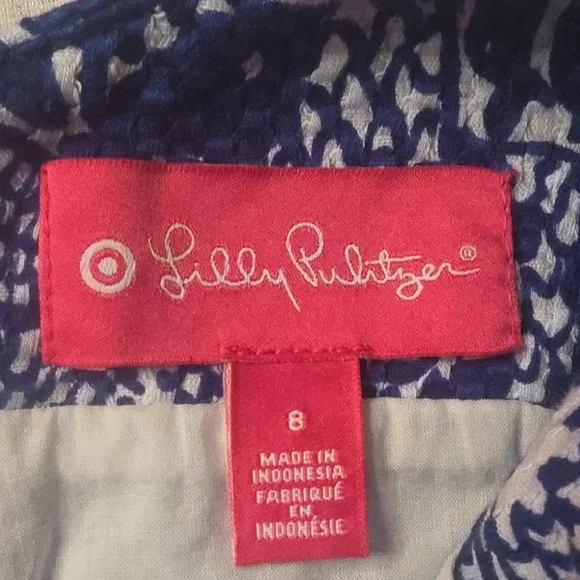 Lilly Pulitzer®
8
MADE IN
INDONESIA
FABRIQUÉ
EN
INDONÉSIE